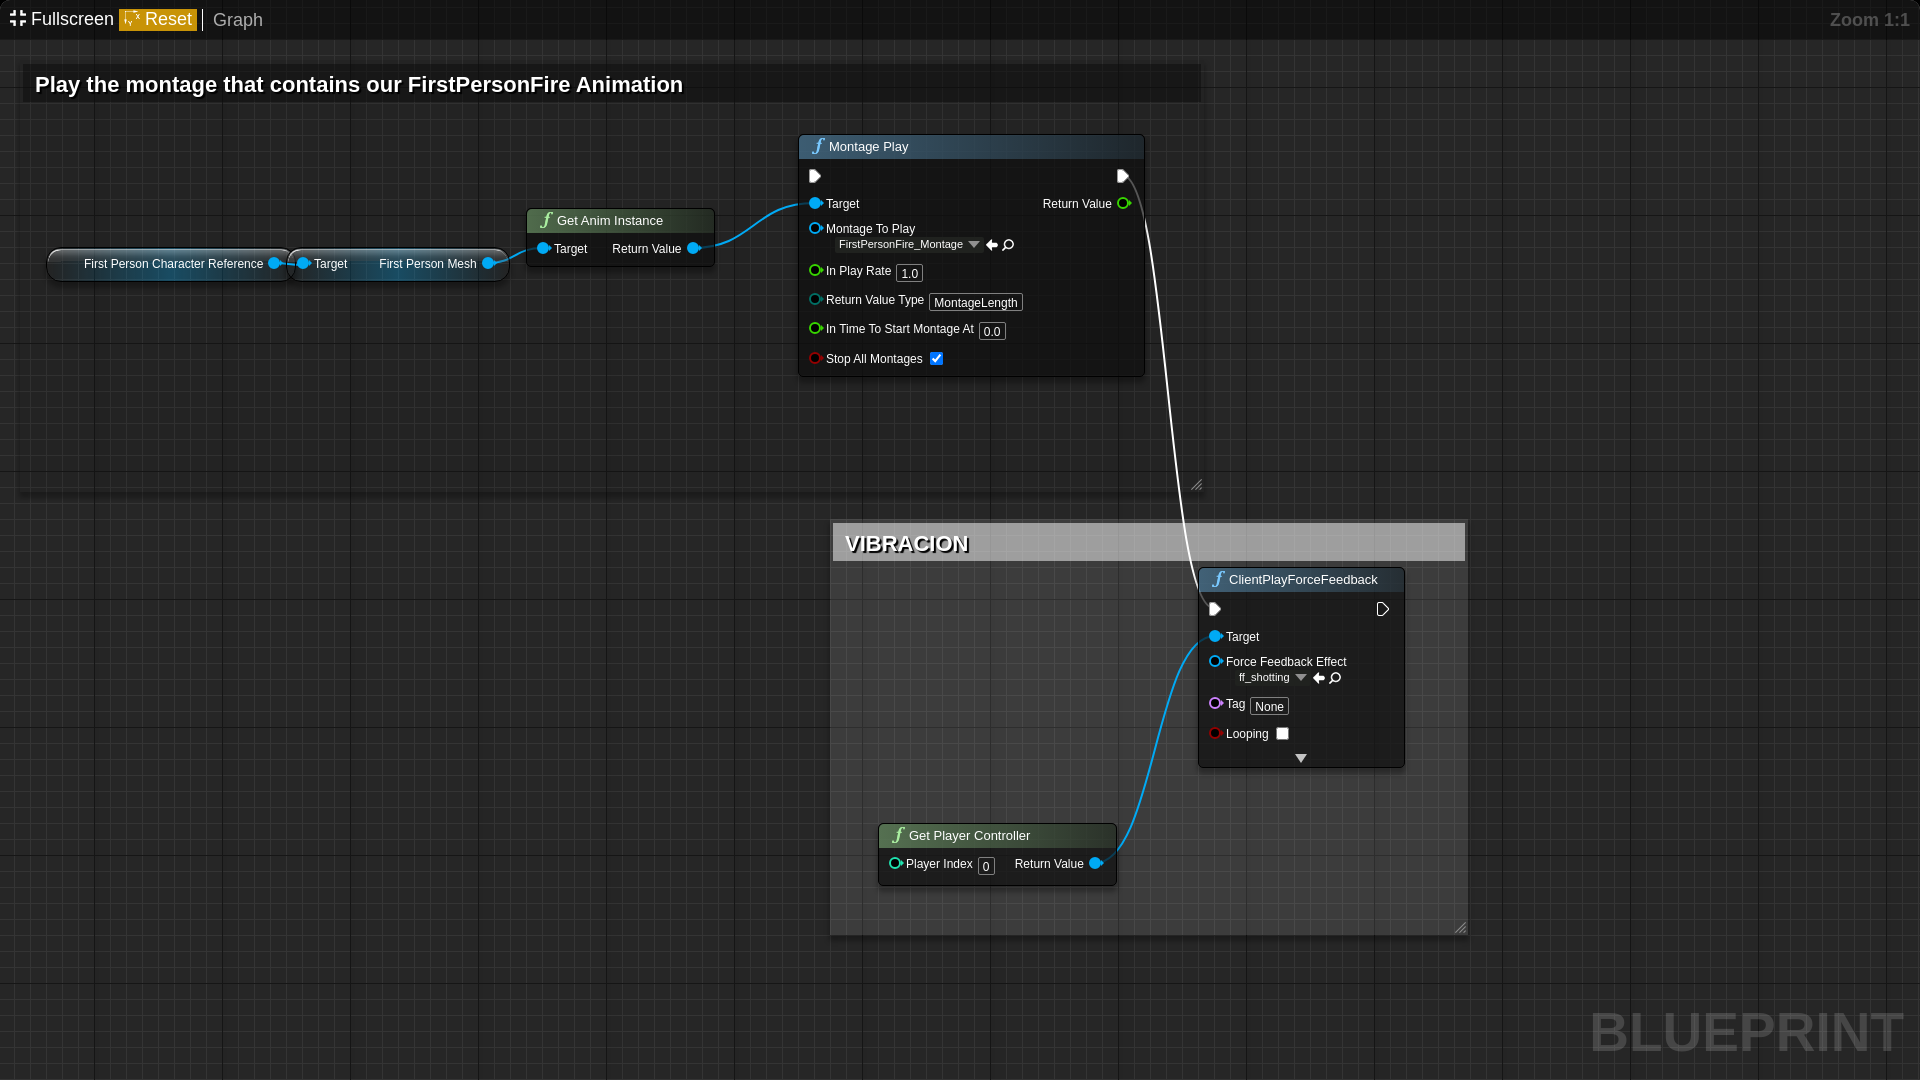 Fullscreen Reset Graph Zoom 1:1
Play the montage that contains our FirstPersonFire Animation
Montage Play
Target Return Value
Montage To Play
FirstPersonFire_Montage
In Play Rate 1.0
Return Value Type MontageLength
In Time To Start Montage At 0.0
Stop All Montages
Get Anim Instance
Target Return Value
First Person Character Reference
Target First Person Mesh
VIBRACION
ClientPlayForceFeedback
Target
Force Feedback Effect
ff_shotting
Tag None
Looping
Get Player Controller
Player Index 0 Return Value
BLUEPRINT